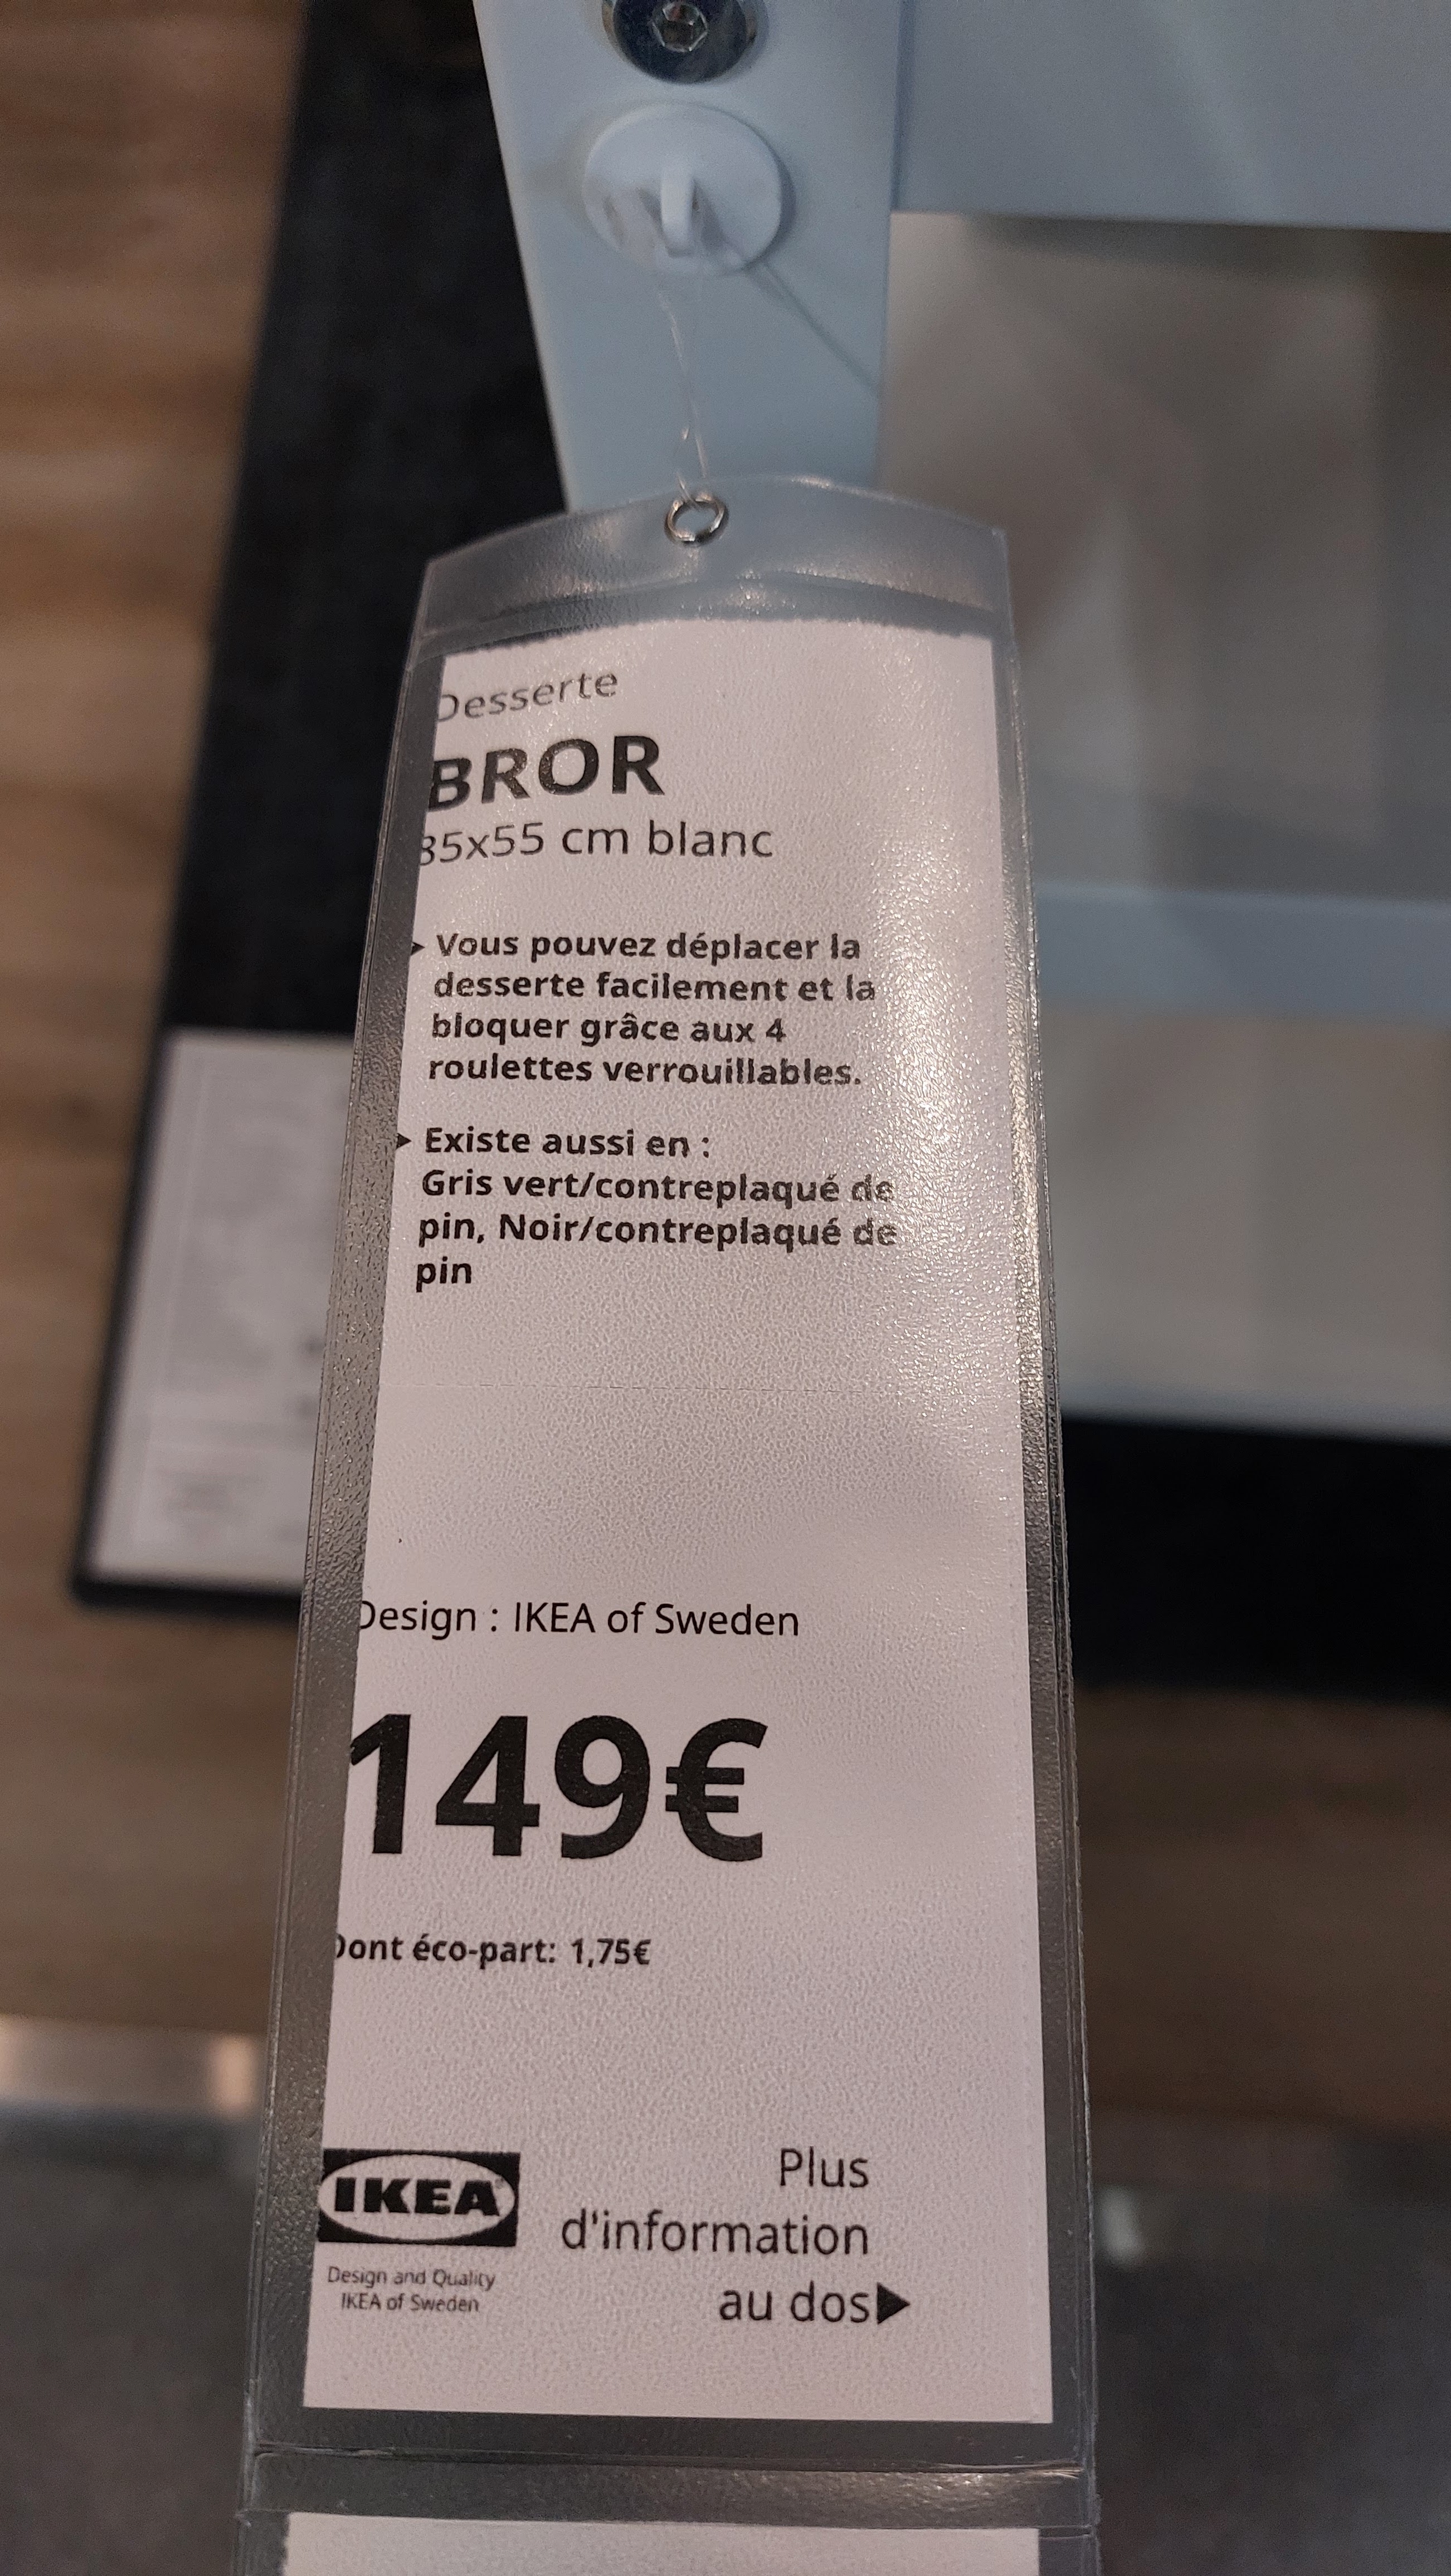 Desserte
BROR
85x55 cm blanc
▶ Vous pouvez déplacer la
desserte facilement et la
bloquer grâce aux 4
roulettes verrouillables.
▶ Existe aussi en :
Gris vert/contreplaqué de
pin, Noir/contreplaqué de
pin
Design : IKEA of Sweden
149€
Dont éco-part: 1,75€
IKEA
Design and Quality
IKEA of Sweden
Plus
d'information
au dos▶